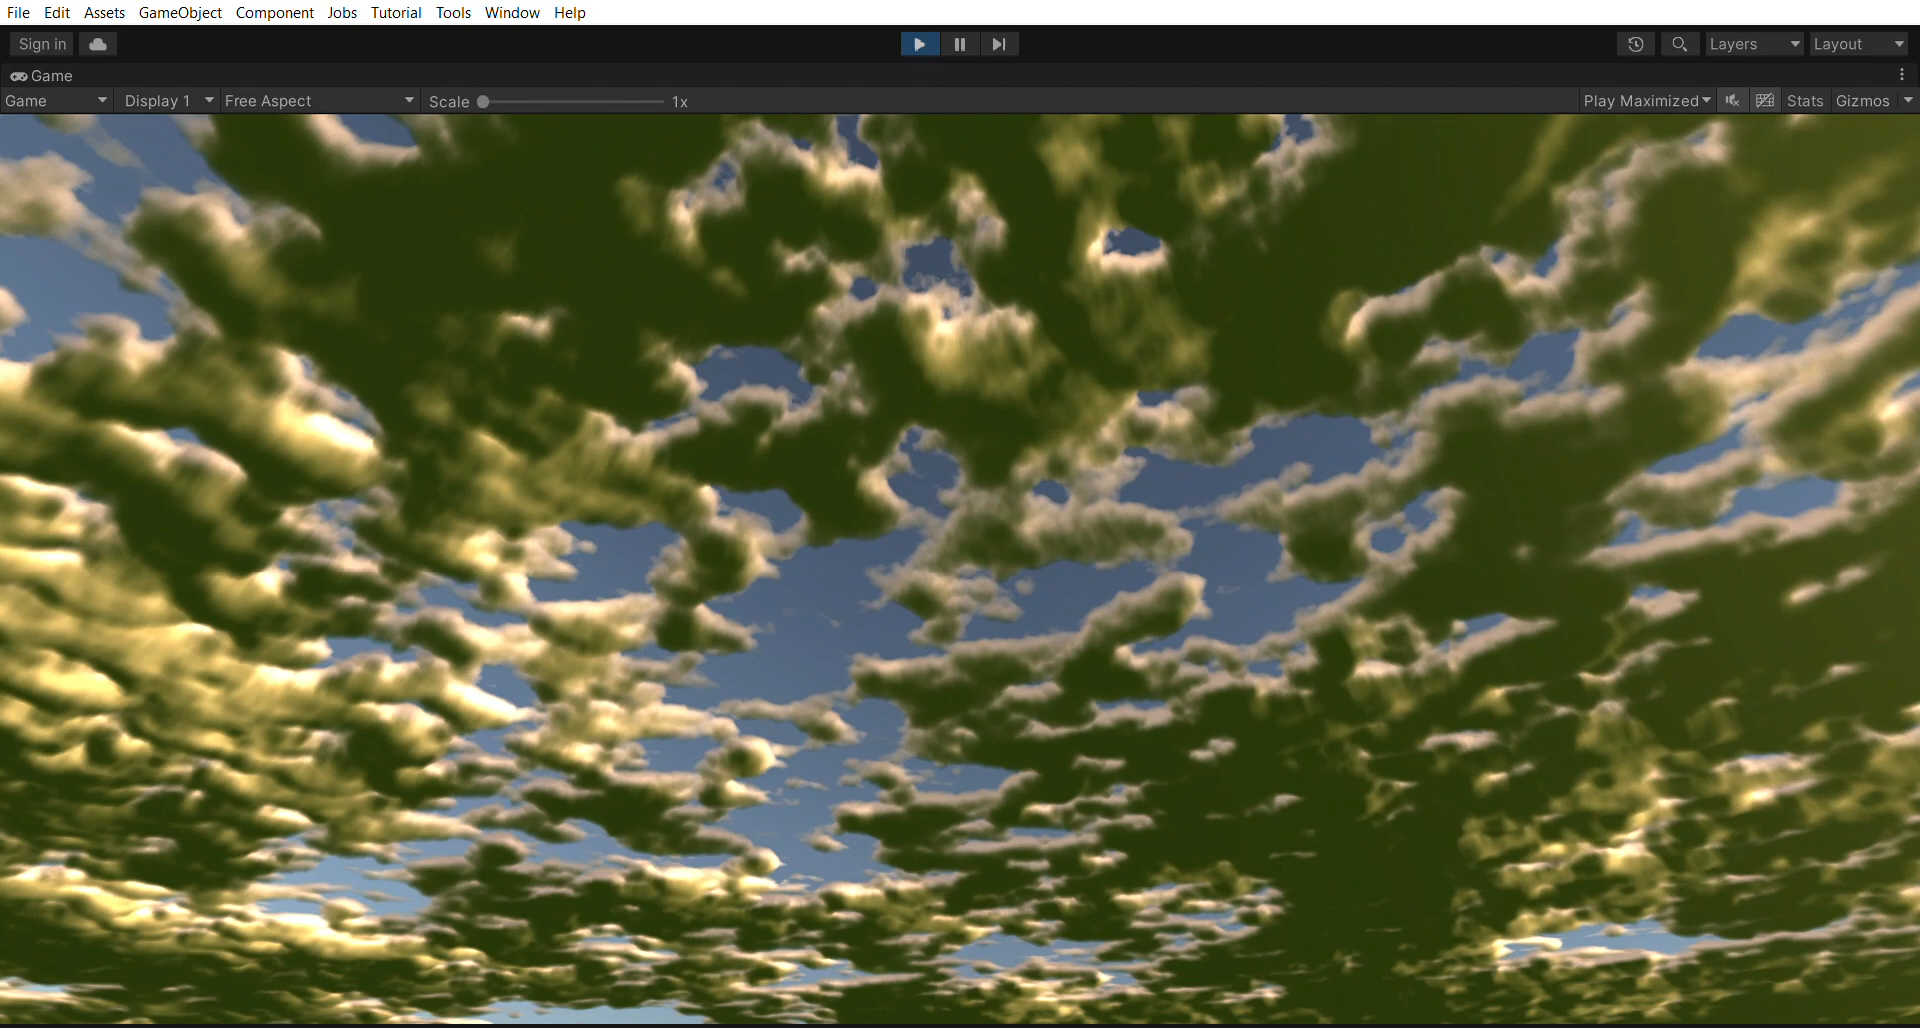 File Edit Assets GameObject Component Jobs Tutorial Tools Window Help
Sign in Layers Layout
Game
Game Display 1 Free Aspect Scale 1x Play Maximized Stats Gizmos